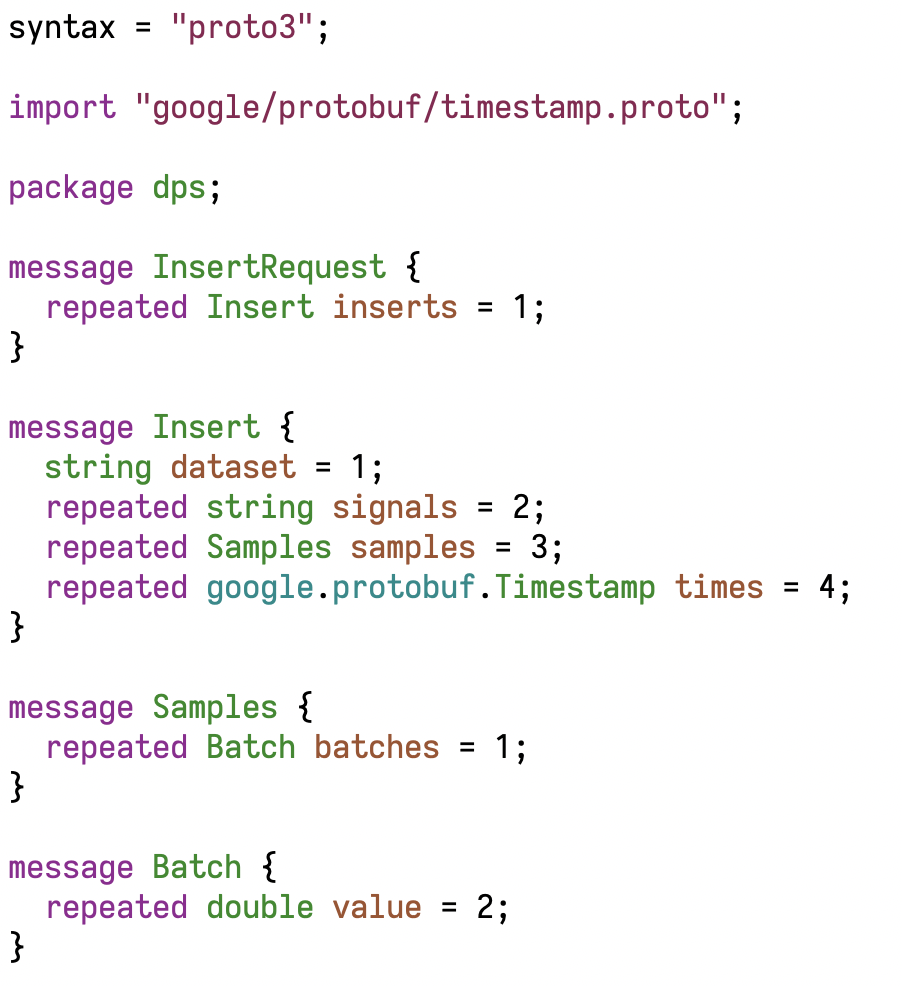 syntax = "proto3";

import "google/protobuf/timestamp.proto";

package dps;

message InsertRequest {
  repeated Insert inserts = 1;
}

message Insert {
  string dataset = 1;
  repeated string signals = 2;
  repeated Samples samples = 3;
  repeated google.protobuf.Timestamp times = 4;
}

message Samples {
  repeated Batch batches = 1;
}

message Batch {
  repeated double value = 2;
}